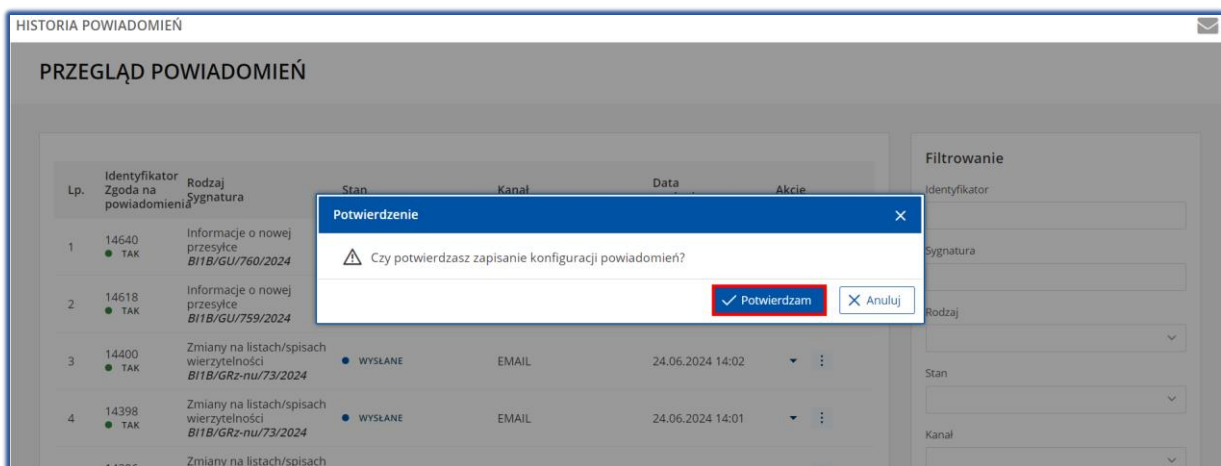 HISTORIA POWIADOMIEŃ
PRZEGLĄD POWIADOMIEŃ
Lp.
Identyfikator
Zgoda na
powiadomienia
Rodzaj
Sygnatura
Stan
Kanał
Data
Akcje
1
14640
TAK
Informacje o nowej
przesyłce
BI1B/GU/760/2024
2
14618
TAK
Informacje o nowej
przesyłce
BI1B/GU/759/2024
3
14400
TAK
Zmiany na listach/spisach
wierzytelności
BI1B/GRz-nu/73/2024
WYSŁANE
EMAIL
24.06.2024 14:02
4
14398
TAK
Zmiany na listach/spisach
wierzytelności
BI1B/GRz-nu/73/2024
WYSŁANE
EMAIL
24.06.2024 14:01
Zmiany na listach/spisach
Potwierdzenie
Czy potwierdzasz zapisanie konfiguracji powiadomień?
Potwierdzam
Anuluj
Filtrowanie
Identyfikator
Sygnatura
Rodzaj
Stan
Kanał